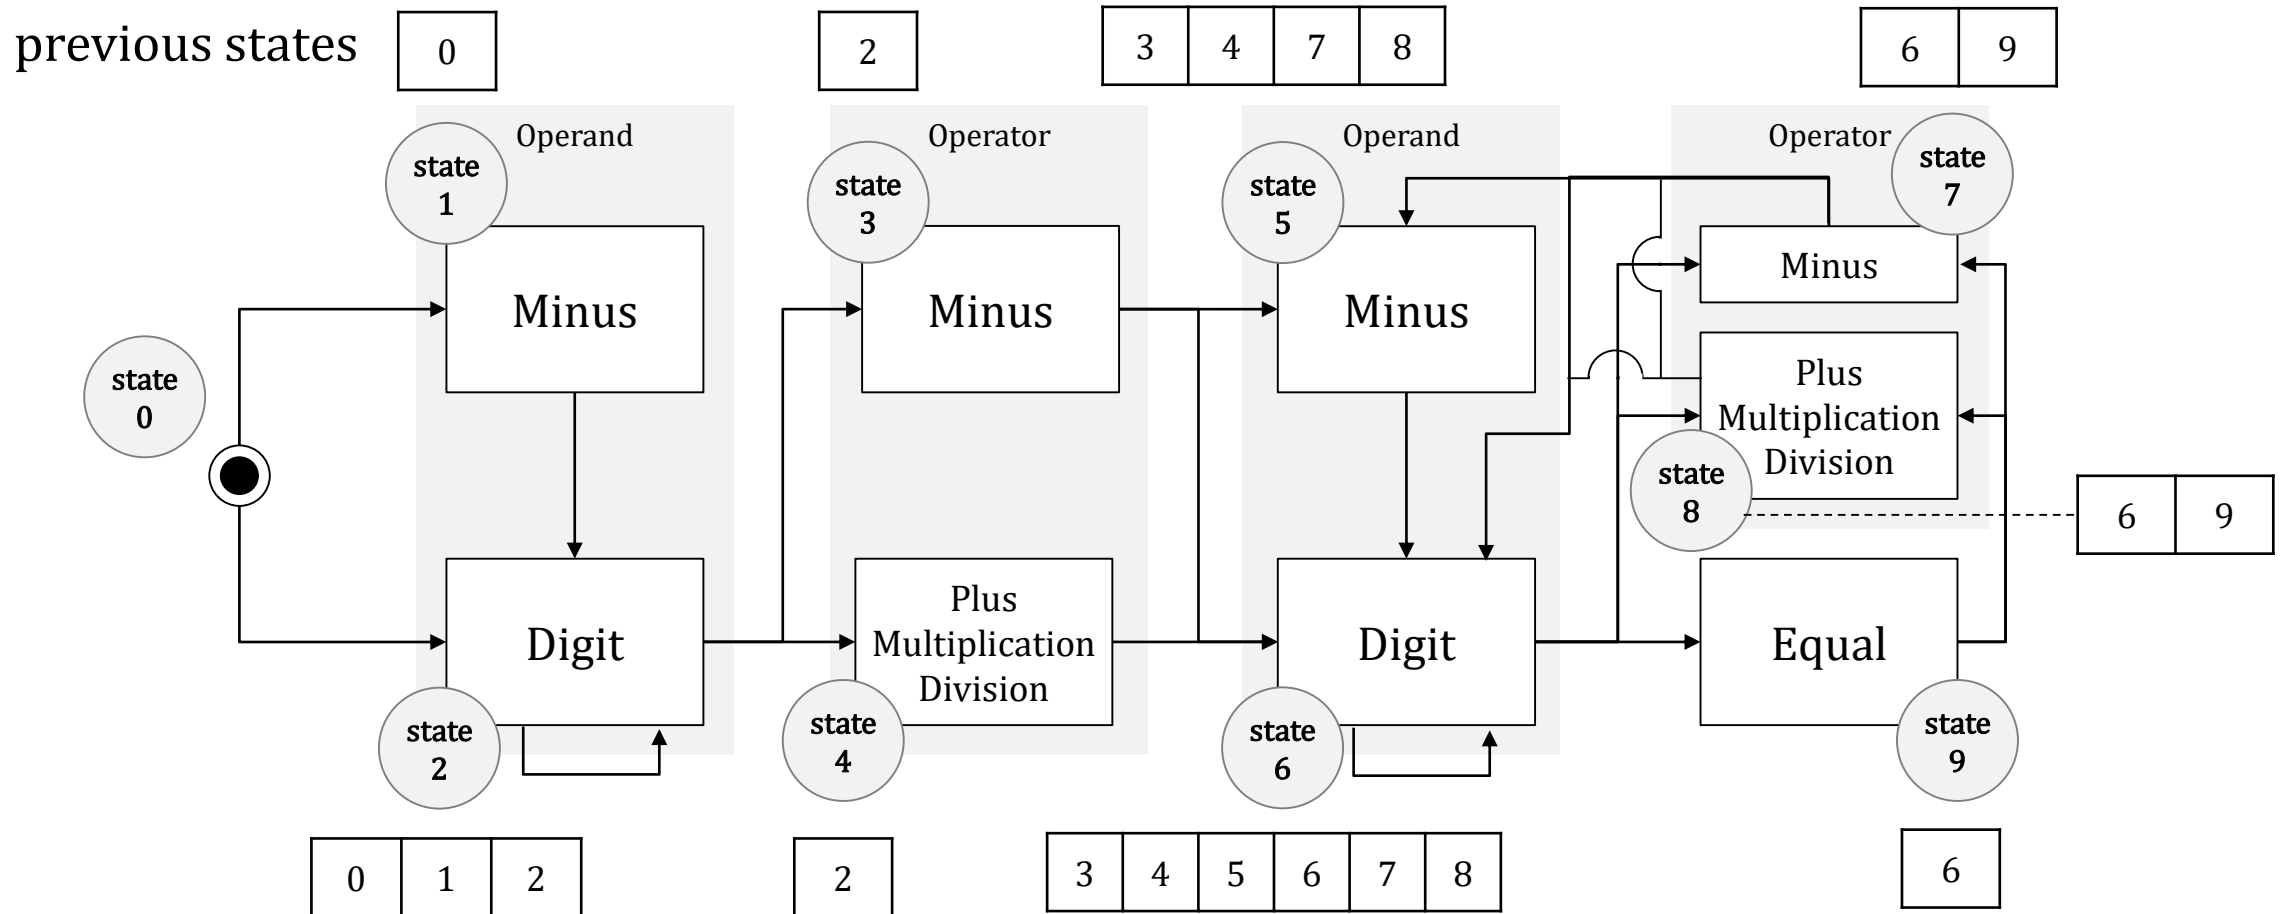 previous states
0
2
3 4 7 8
6 9
Operand
Operator
Operand
Operator
state
1
state
3
state
5
state
7
Minus
Minus
Minus
Minus
state
0
Plus
Multiplication
Division
state
8
6 9
Digit
Plus
Multiplication
Division
Digit
Equal
state
2
state
4
state
6
state
9
0 1 2
2
3 4 5 6 7 8
6